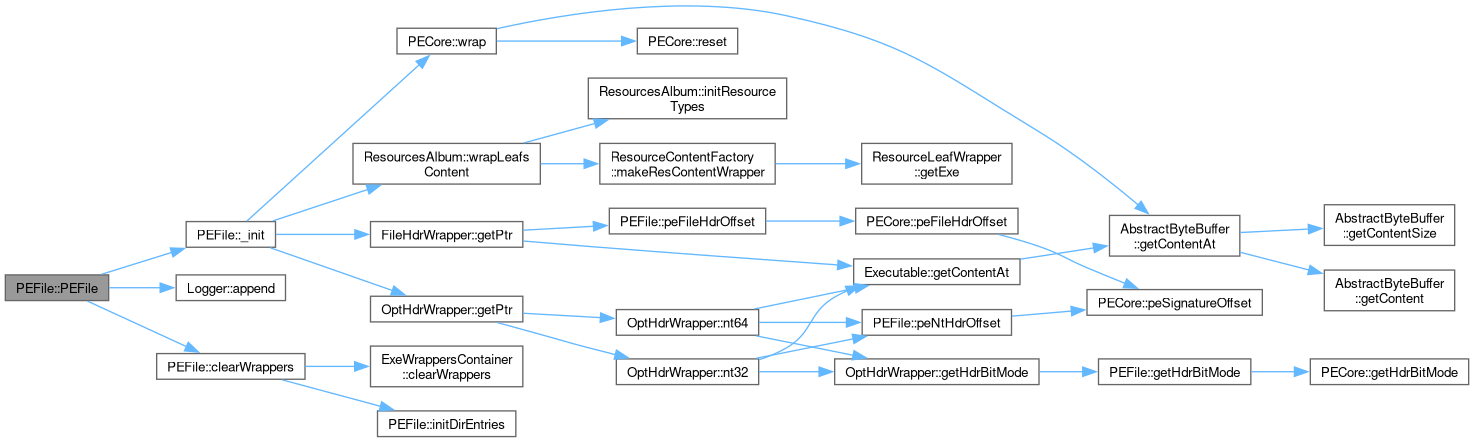 PECore::wrap
PECore::reset
ResourcesAlbum::initResource
Types
ResourcesAlbum::wrapLeafs
Content
ResourceContentFactory
::makeResContentWrapper
ResourceLeafWrapper
::getExe
PEFile::_init
FileHdrWrapper::getPtr
PEFile::peFileHdrOffset
PECore::peFileHdrOffset
AbstractByteBuffer
::getContentAt
AbstractByteBuffer
::getContentSize
AbstractByteBuffer
::getContent
PEFile::PEFile
Logger::append
Executable::getContentAt
PECore::peSignatureOffset
OptHdrWrapper::getPtr
OptHdrWrapper::nt64
PEFile::peNtHdrOffset
PEFile::clearWrappers
ExeWrappersContainer
::clearWrappers
OptHdrWrapper::nt32
OptHdrWrapper::getHdrBitMode
PEFile::getHdrBitMode
PECore::getHdrBitMode
PEFile::initDirEntries